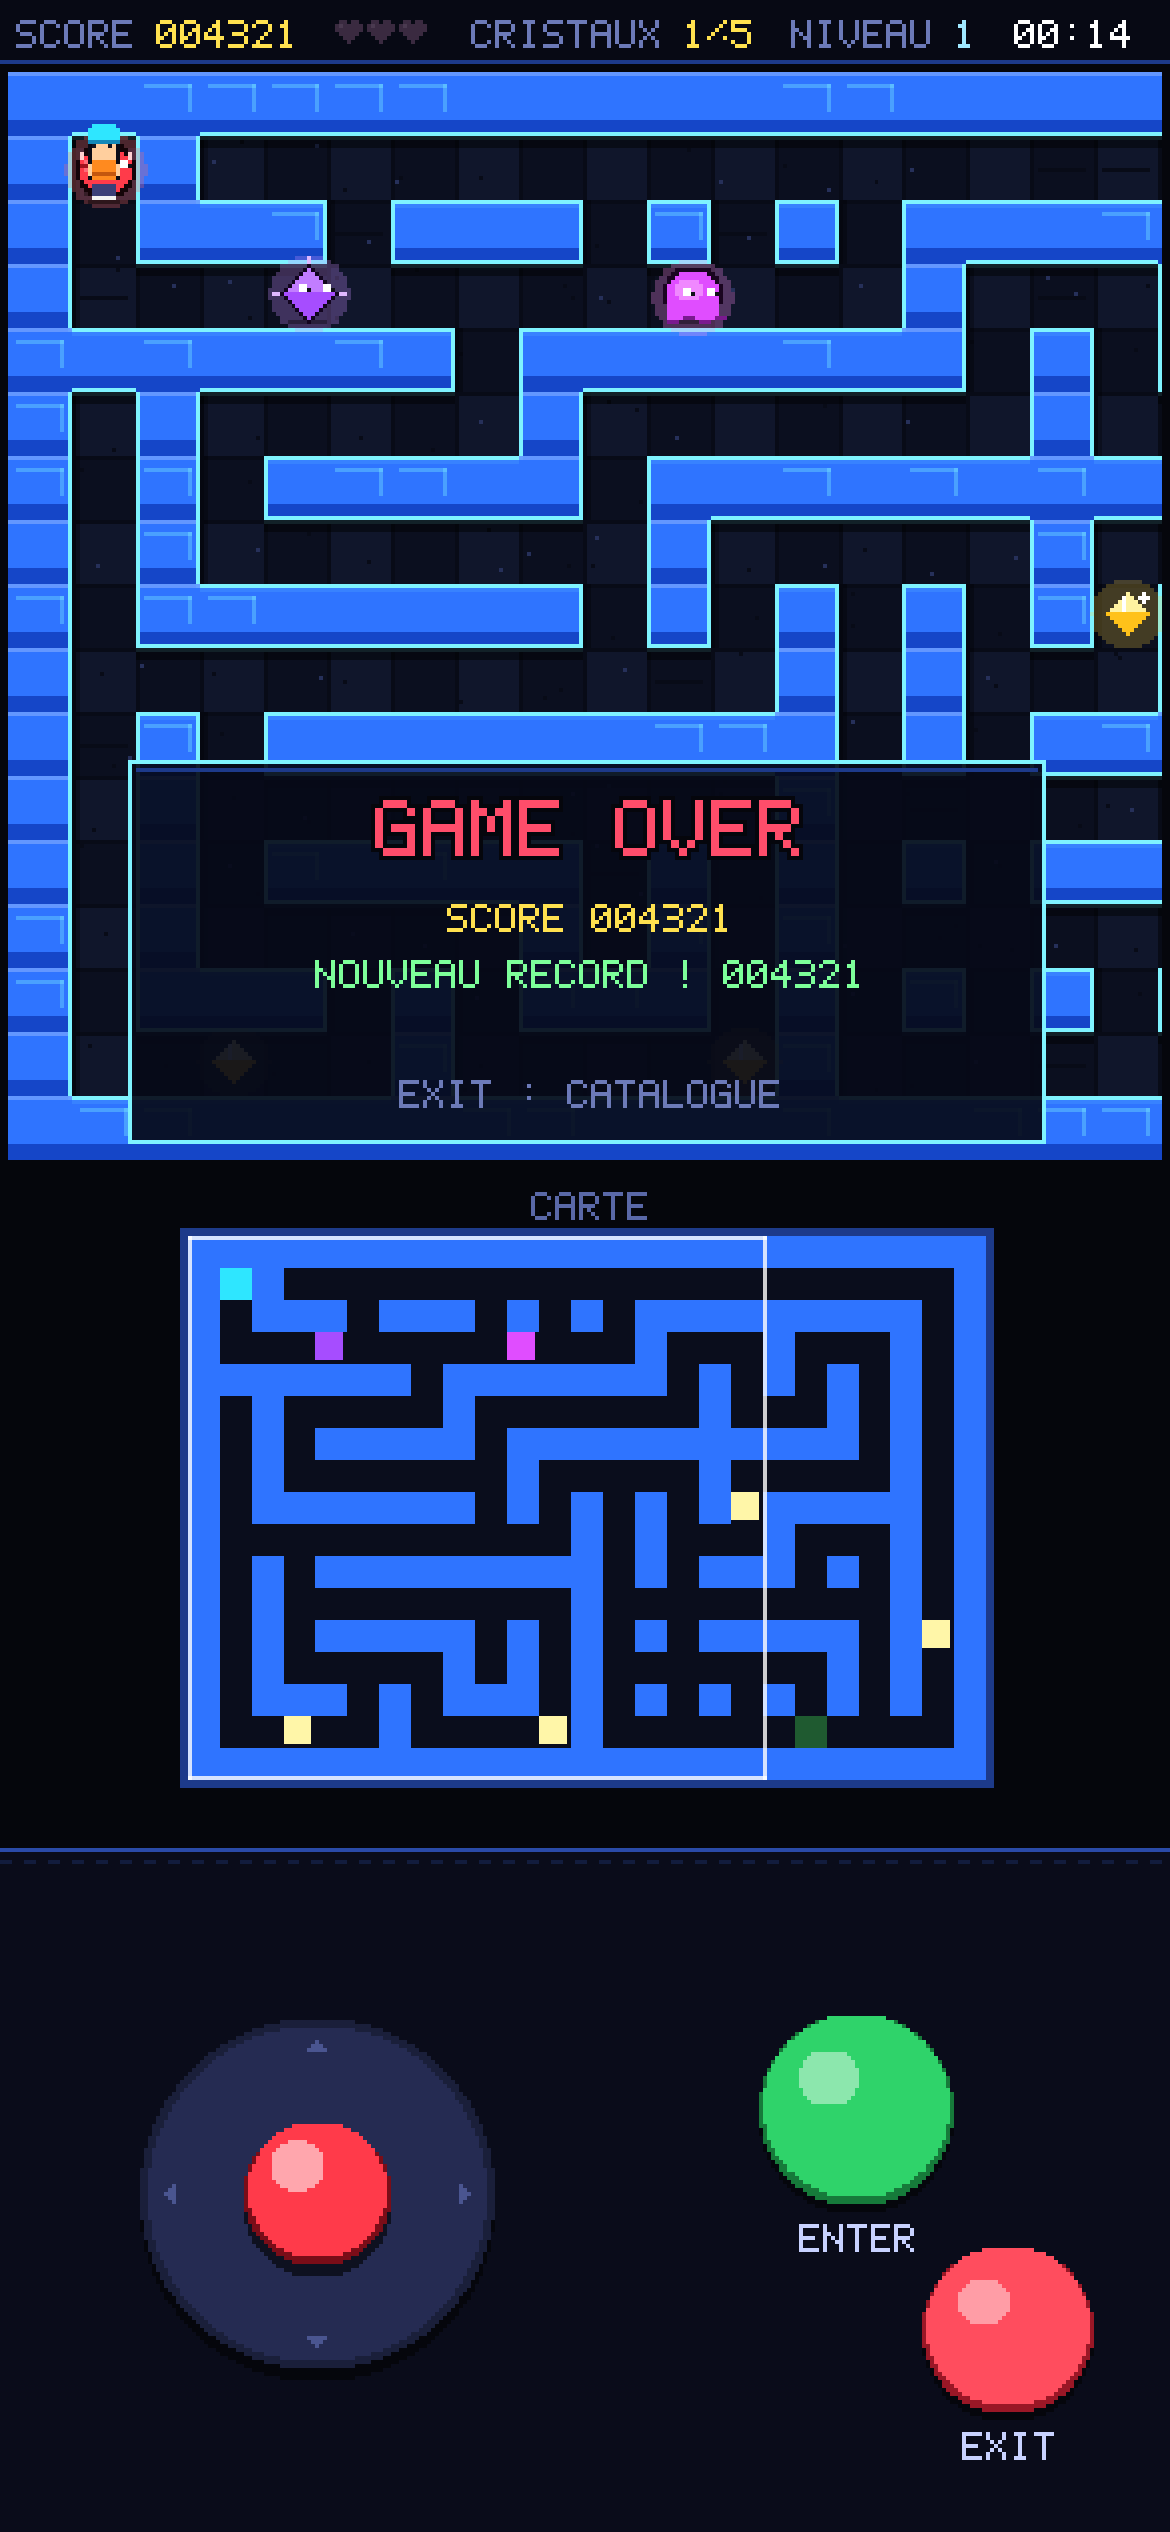 SCORE 004321 CRISTAUX 1/5 NIVEAU 1 00:14
GAME OVER
SCORE 004321
NOUVEAU RECORD ! 004321
EXIT : CATALOGUE
CARTE
ENTER
EXIT